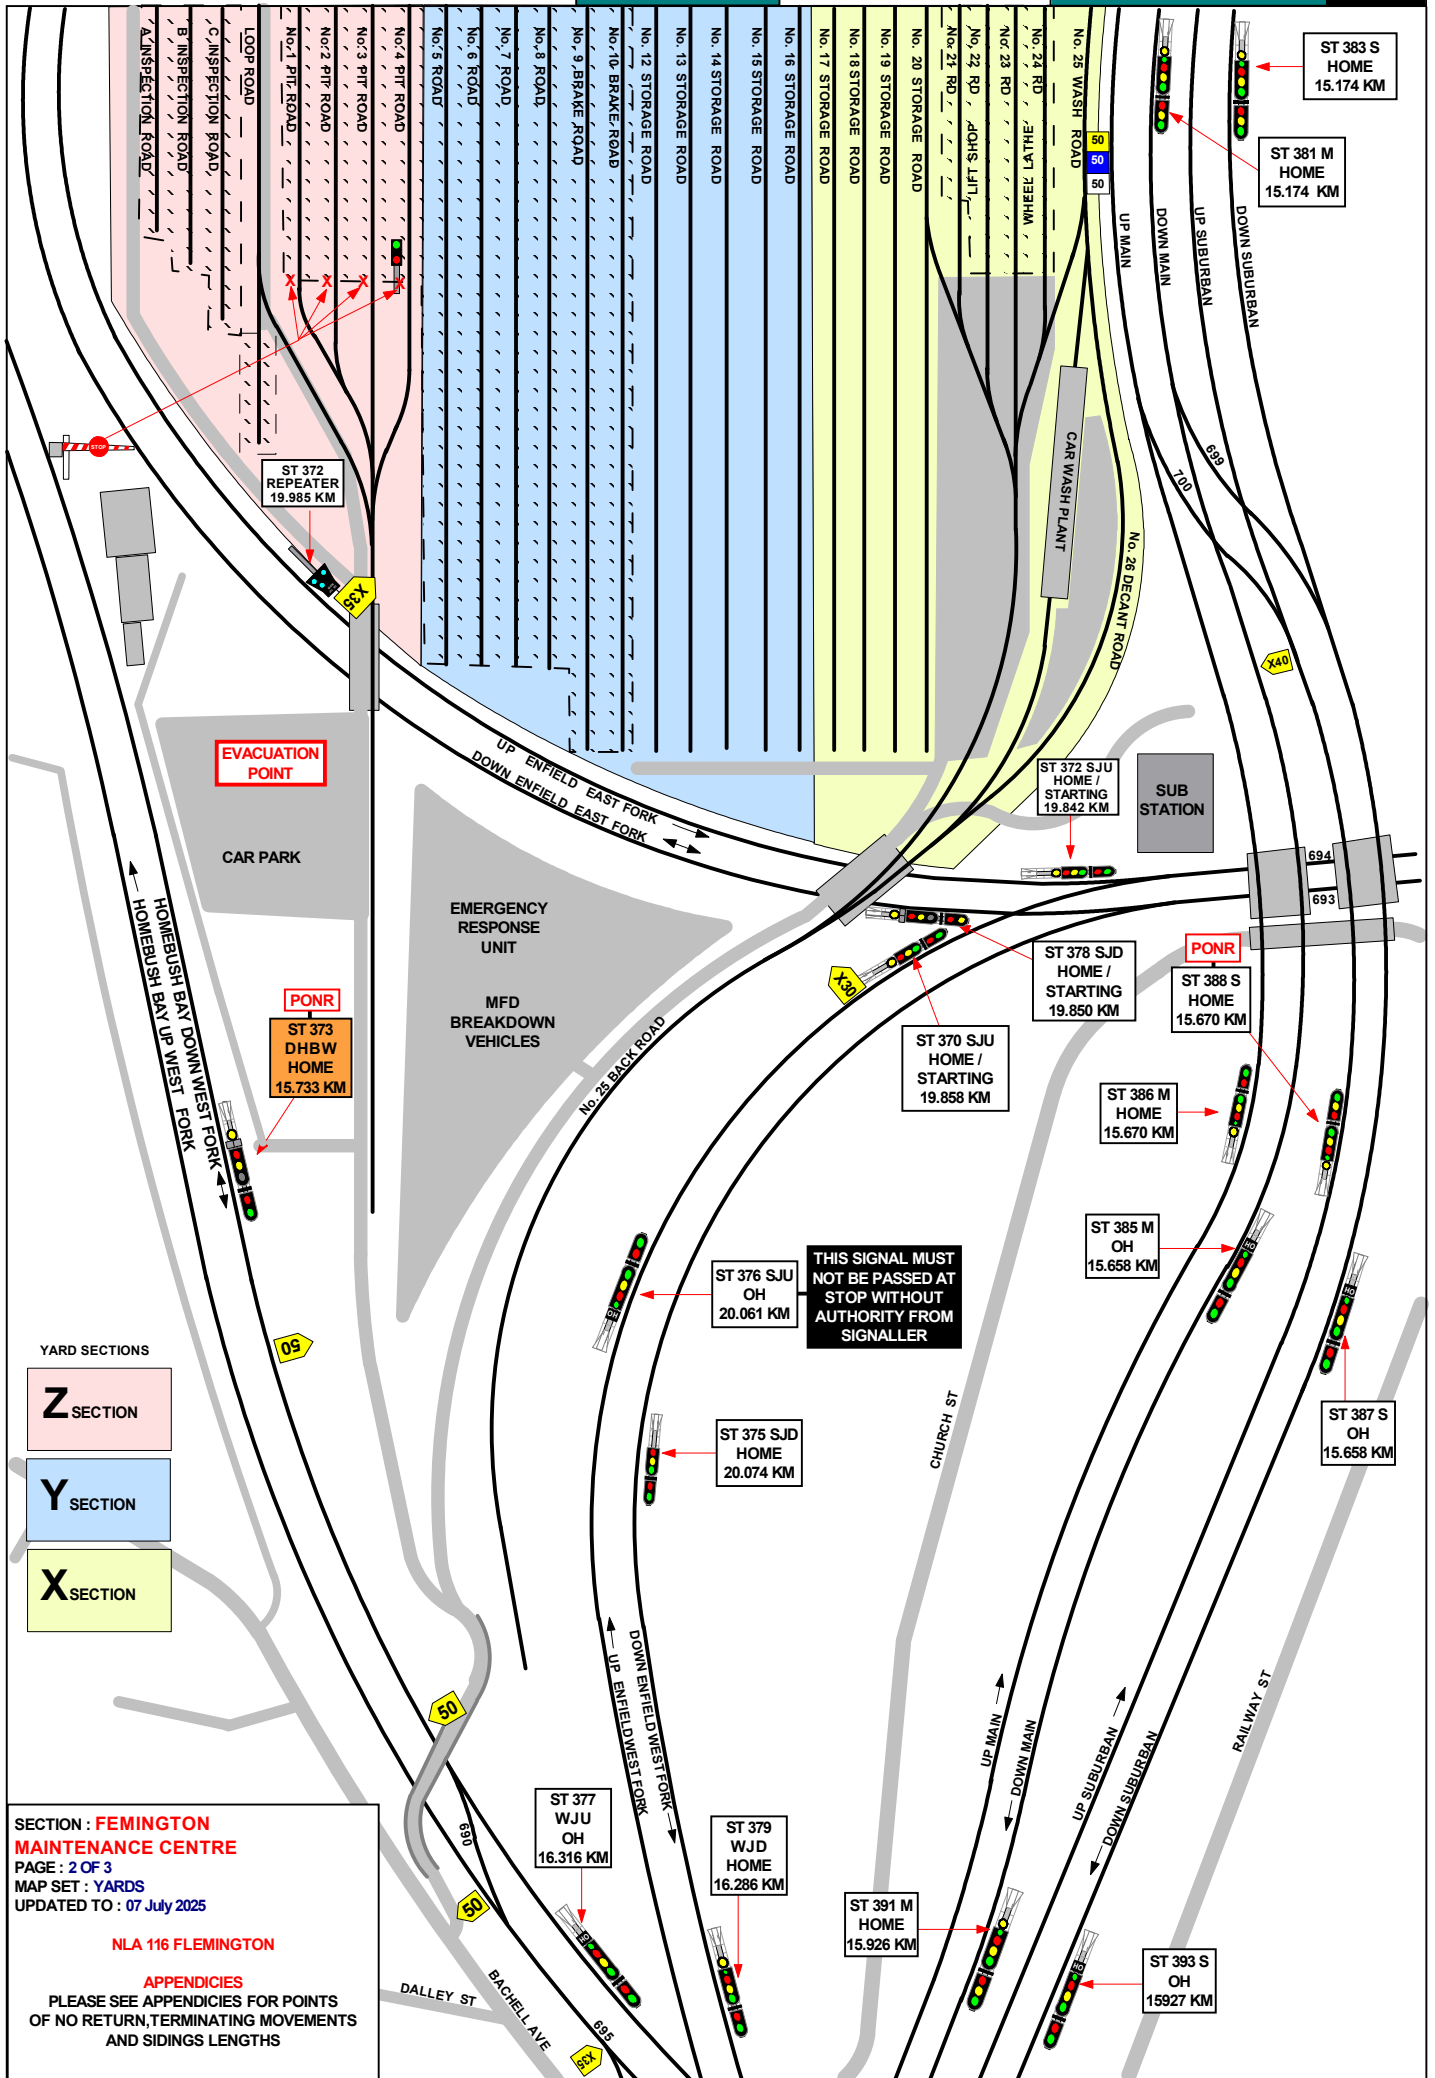 A INSPECTION ROAD
B INSPECTION ROAD
C INSPECTION ROAD
LOOP ROAD
No. 1 PIT ROAD
No. 2 PIT ROAD
No. 3 PIT ROAD
No. 4 PIT ROAD
No. 5 ROAD
No. 6 ROAD
No. 7 ROAD
No. 8 ROAD
No. 9 BRAKE ROAD
No. 10 BRAKE ROAD
No. 12 STORAGE ROAD
No. 13 STORAGE ROAD
No. 14 STORAGE ROAD
No. 15 STORAGE ROAD
No. 16 STORAGE ROAD
No. 17 STORAGE ROAD
No. 18 STORAGE ROAD
No. 19 STORAGE ROAD
No. 20 STORAGE ROAD
No. 21 RD
No. 22 RD
LIFT SHOP
No. 23 RD
No. 24 RD
WHEEL LATHE
No. 25 WASH ROAD
50
50
50
UP MAIN
DOWN MAIN
UP SUBURBAN
DOWN SUBURBAN
ST 383 S
HOME
15.174 KM
ST 381 M
HOME
15.174 KM
X
X
X
X
STOP
ST 372
REPEATER
19.985 KM
X35
CAR WASH PLANT
No. 26 DECANT ROAD
700
699
X40
EVACUATION
POINT
CAR PARK
UP ENFIELD EAST FORK
DOWN ENFIELD EAST FORK
ST 372 SJU
HOME /
STARTING
19.842 KM
SUB
STATION
694
693
HOMEBUSH BAY DOWN WEST FORK
HOMEBUSH BAY UP WEST FORK
EMERGENCY
RESPONSE
UNIT
MFD
BREAKDOWN
VEHICLES
X30
ST 378 SJD
HOME /
STARTING
19.850 KM
PONR
ST 388 S
HOME
15.670 KM
PONR
ST 373
DHBW
HOME
15.733 KM
No. 25 BACK ROAD
ST 370 SJU
HOME /
STARTING
19.858 KM
ST 386 M
HOME
15.670 KM
ST 385 M
OH
15.658 KM
OH
OH
ST 376 SJU
OH
20.061 KM
THIS SIGNAL MUST
NOT BE PASSED AT
STOP WITHOUT
AUTHORITY FROM
SIGNALLER
OH
50
YARD SECTIONS
Z SECTION
Y SECTION
X SECTION
ST 375 SJD
HOME
20.074 KM
CHURCH ST
ST 387 S
OH
15.658 KM
UP ENFIELD WEST FORK
DOWN ENFIELD WEST FORK
UP MAIN
DOWN MAIN
UP SUBURBAN
DOWN SUBURBAN
RAILWAY ST
50
690
50
ST 377
WJU
OH
16.316 KM
OH
ST 379
WJD
HOME
16.286 KM
ST 391 M
HOME
15.926 KM
OH
ST 393 S
OH
15927 KM
SECTION : FEMINGTON
MAINTENANCE CENTRE
PAGE : 2 OF 3
MAP SET : YARDS
UPDATED TO : 07 July 2025
NLA 116 FLEMINGTON
APPENDICIES
PLEASE SEE APPENDICIES FOR POINTS
OF NO RETURN,TERMINATING MOVEMENTS
AND SIDINGS LENGTHS
DALLEY ST
BACHELL AVE
695
X35